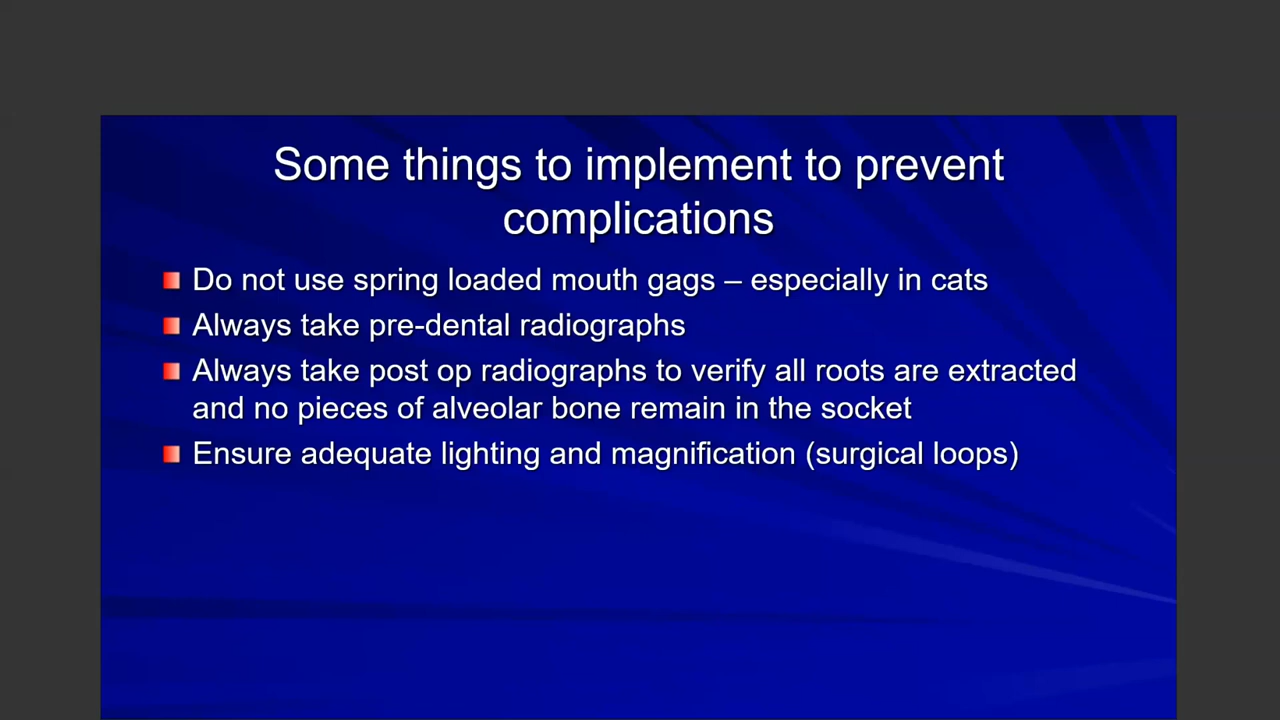 Some things to implement to prevent
complications
Do not use spring loaded mouth gags – especially in cats
Always take pre-dental radiographs
Always take post op radiographs to verify all roots are extracted
and no pieces of alveolar bone remain in the socket
Ensure adequate lighting and magnification (surgical loops)